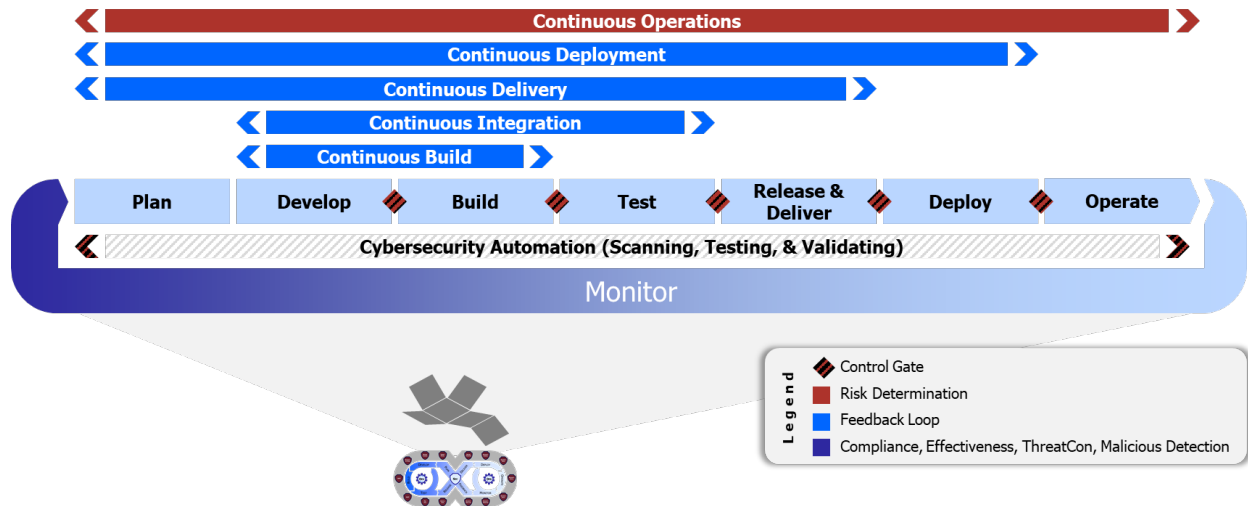 Continuous Operations
Continuous Deployment
Continuous Delivery
Continuous Integration
Continuous Build
Plan
Develop
Build
Test
Release &
Deliver
Deploy
Operate
Cybersecurity Automation (Scanning, Testing, & Validating)
Monitor
Legend
Control Gate
Risk Determination
Feedback Loop
Compliance, Effectiveness, ThreatCon, Malicious Detection